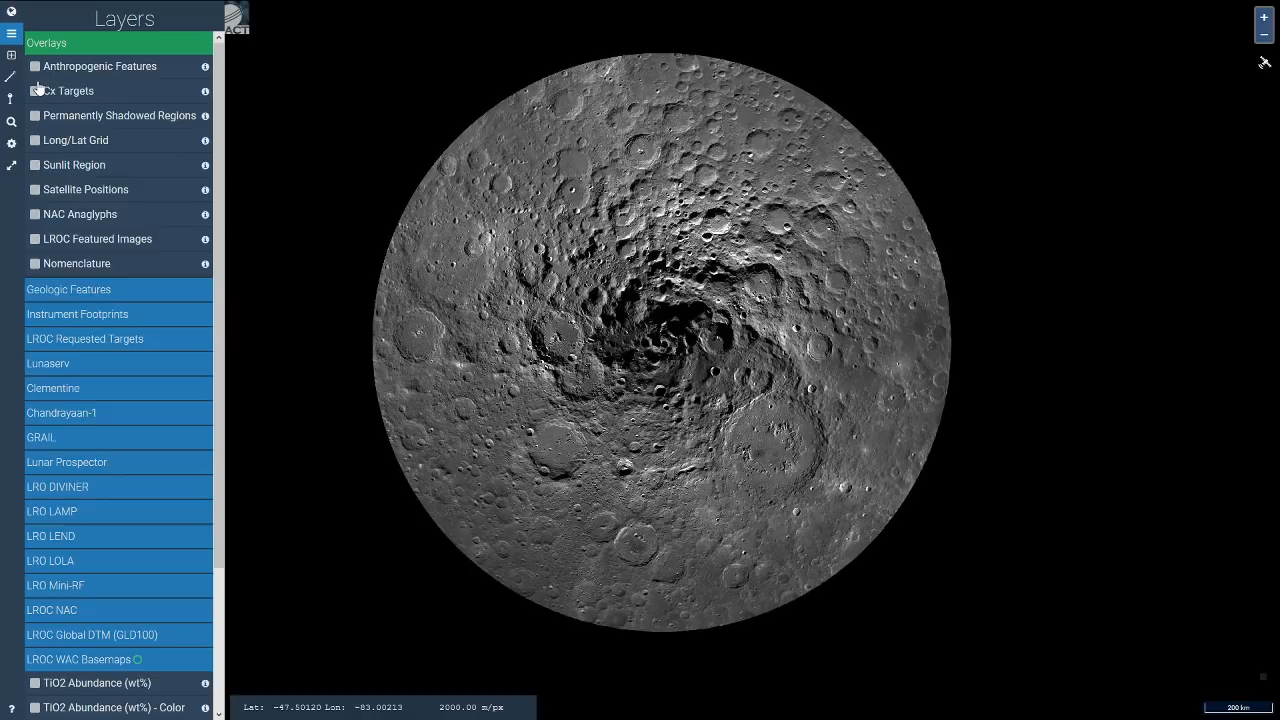 Layers
ACT
Overlays
Anthropogenic Features
Cx Targets
Permanently Shadowed Regions
Long/Lat Grid
Sunlit Region
Satellite Positions
NAC Anaglyphs
LROC Featured Images
Nomenclature
Geologic Features
Instrument Footprints
LROC Requested Targets
Lunaserv
Clementine
Chandrayaan-1
GRAIL
Lunar Prospector
LRO DIVINER
LRO LAMP
LRO LEND
LRO LOLA
LRO Mini-RF
LROC NAC
LROC Global DTM (GLD100)
LROC WAC Basemaps
TiO2 Abundance (wt%)
TiO2 Abundance (wt%) - Color
Lat: -47.50120 Lon: -83.00213 2000.00 m/px
200 km